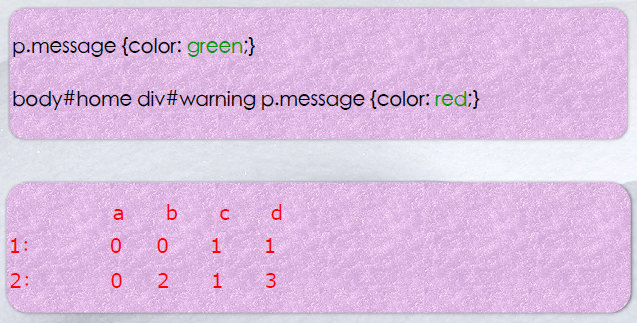 p.message {color: green;}
body#home div#warning p.message {color: red;}
a b c d
1: 0 0 1 1
2: 0 2 1 3